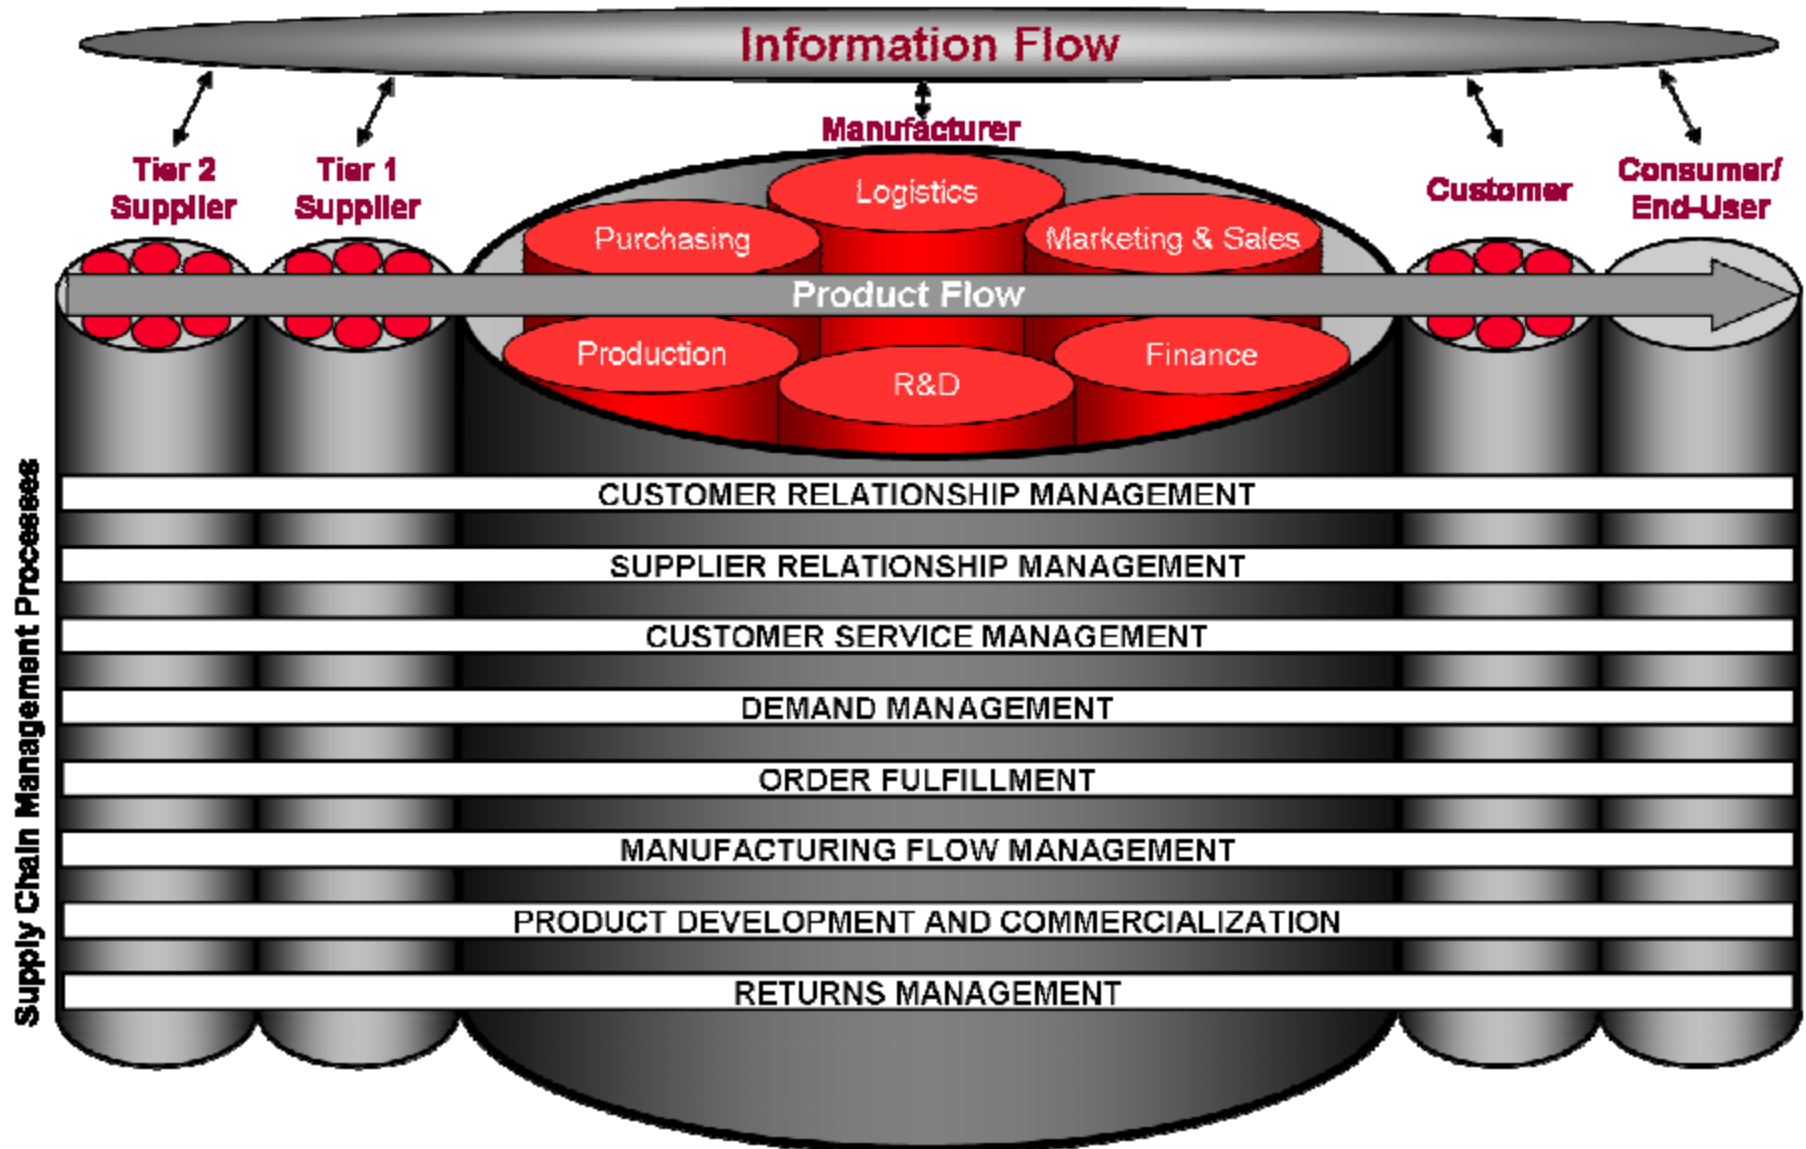 Information Flow
Manufacturer
Tier 2
Supplier
Tier 1
Supplier
Customer
Consumer/
End-User
Logistics
Purchasing
Marketing & Sales
Product Flow
Production
R&D
Finance
Supply Chain Management Processes
CUSTOMER RELATIONSHIP MANAGEMENT
SUPPLIER RELATIONSHIP MANAGEMENT
CUSTOMER SERVICE MANAGEMENT
DEMAND MANAGEMENT
ORDER FULFILLMENT
MANUFACTURING FLOW MANAGEMENT
PRODUCT DEVELOPMENT AND COMMERCIALIZATION
RETURNS MANAGEMENT